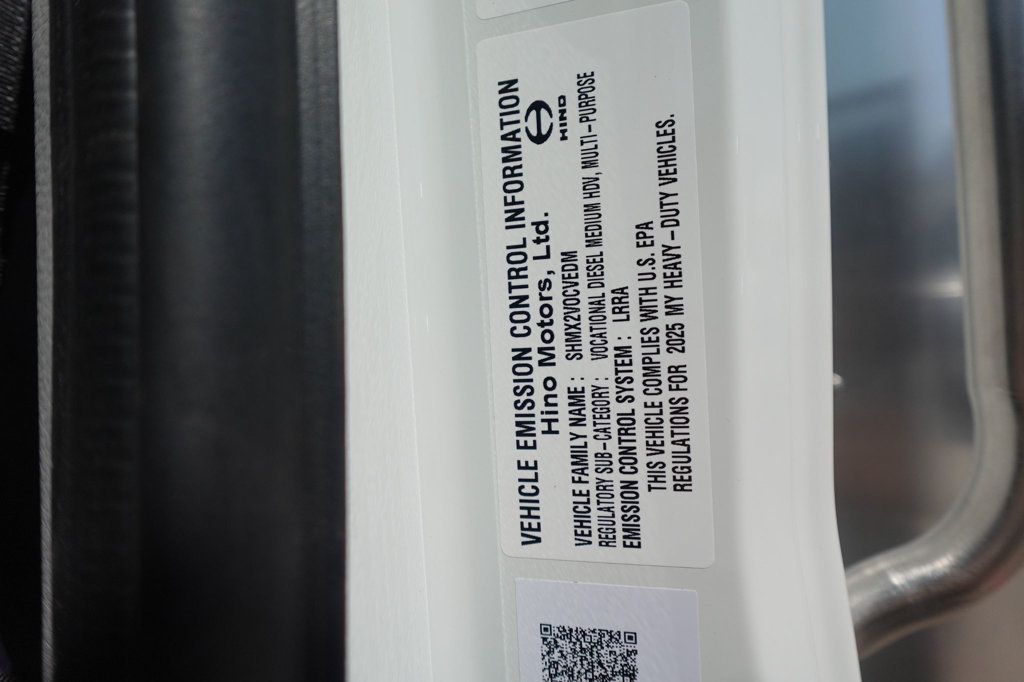 VEHICLE EMISSION CONTROL INFORMATION
Hino Motors, Ltd.
HINO
VEHICLE FAMILY NAME : SHMX2VOCVEDM
REGULATORY SUB-CATEGORY : VOCATIONAL DIESEL MEDIUM HDV, MULTI-PURPOSE
EMISSION CONTROL SYSTEM : LRRA
THIS VEHICLE COMPLIES WITH U.S. EPA
REGULATIONS FOR 2025 MY HEAVY-DUTY VEHICLES.